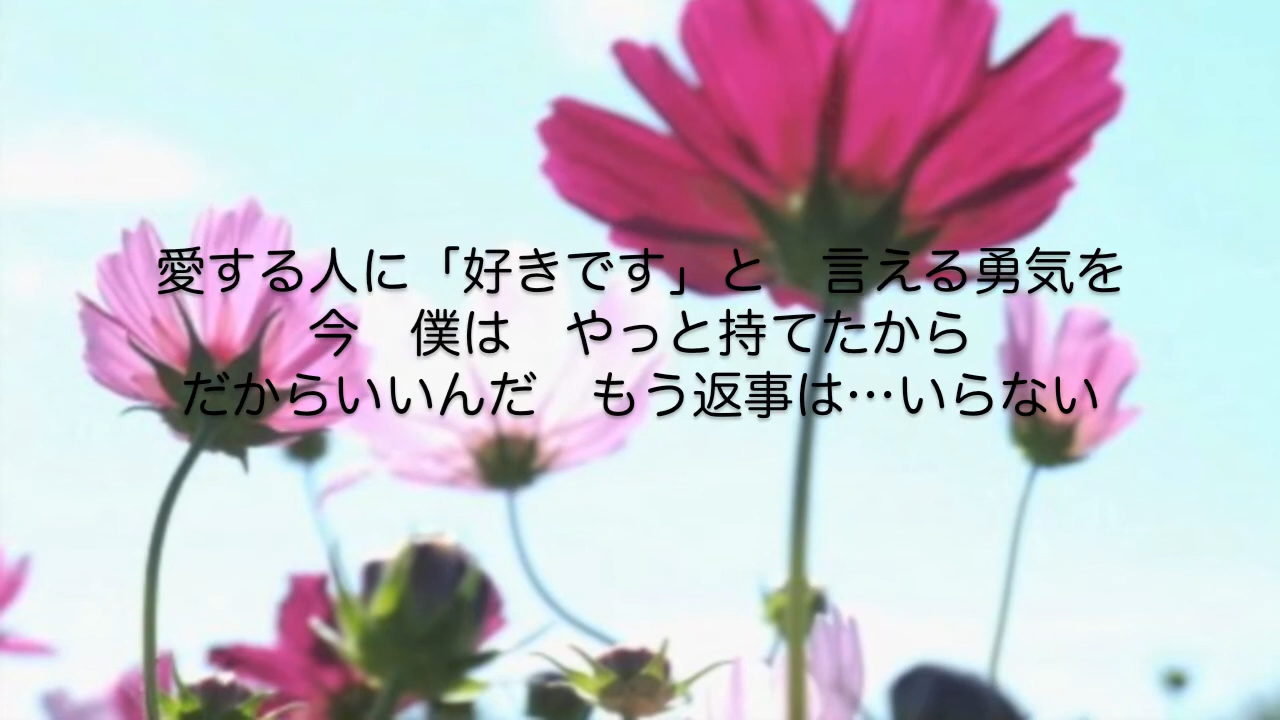 愛する人に「好きです」と　言える勇気を
今　僕は　やっと持てたから
だからいいんだ　もう返事は…いらない